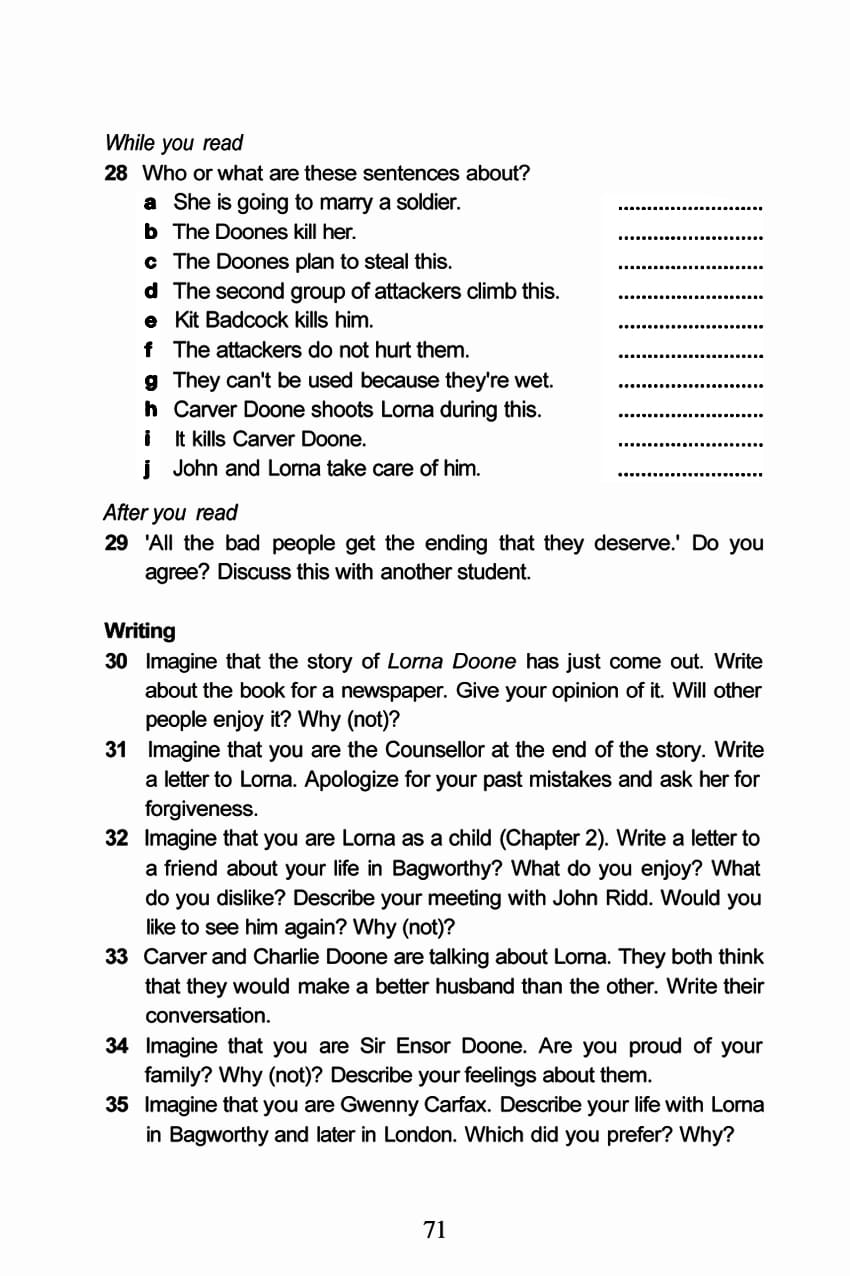 While you read
28 Who or what are these sentences about?
a She is going to marry a soldier. .........................
b The Doones kill her. .........................
c The Doones plan to steal this. .........................
d The second group of attackers climb this. .........................
e Kit Badcock kills him. .........................
f The attackers do not hurt them. .........................
g They can't be used because they're wet. .........................
h Carver Doone shoots Lorna during this. .........................
i It kills Carver Doone. .........................
j John and Lorna take care of him. .........................
After you read
29 'All the bad people get the ending that they deserve.' Do you
agree? Discuss this with another student.
Writing
30 Imagine that the story of Lorna Doone has just come out. Write
about the book for a newspaper. Give your opinion of it. Will other
people enjoy it? Why (not)?
31 Imagine that you are the Counsellor at the end of the story. Write
a letter to Lorna. Apologize for your past mistakes and ask her for
forgiveness.
32 Imagine that you are Lorna as a child (Chapter 2). Write a letter to
a friend about your life in Bagworthy? What do you enjoy? What
do you dislike? Describe your meeting with John Ridd. Would you
like to see him again? Why (not)?
33 Carver and Charlie Doone are talking about Lorna. They both think
that they would make a better husband than the other. Write their
conversation.
34 Imagine that you are Sir Ensor Doone. Are you proud of your
family? Why (not)? Describe your feelings about them.
35 Imagine that you are Gwenny Carfax. Describe your life with Lorna
in Bagworthy and later in London. Which did you prefer? Why?
71